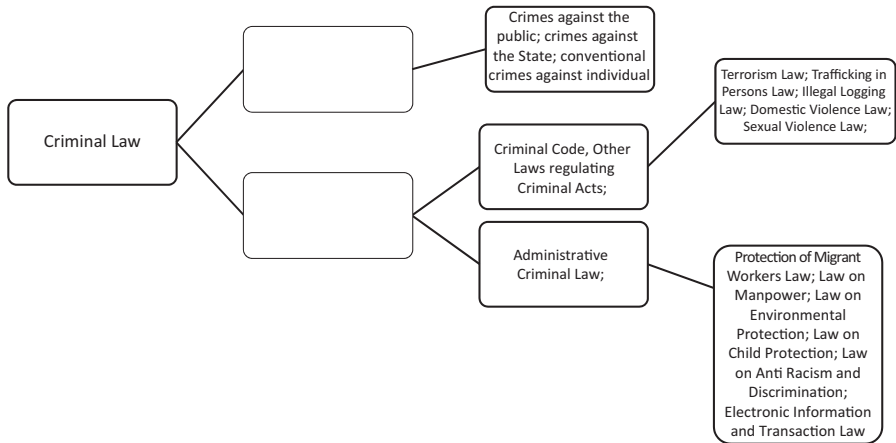 Criminal Law
Crimes against the
public; crimes against
the State; conventional
crimes against individual
Criminal Code, Other
Laws regulating
Criminal Acts;
Terrorism Law; Trafficking in
Persons Law; Illegal Logging
Law; Domestic Violence Law;
Sexual Violence Law;
Administrative
Criminal Law;
Protection of Migrant
Workers Law; Law on
Manpower; Law on
Environmental
Protection; Law on
Child Protection; Law
on Anti Racism and
Discrimination;
Electronic Information
and Transaction Law